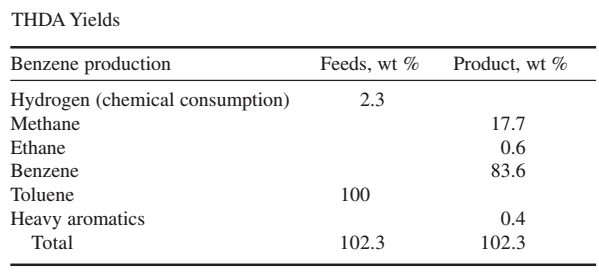 THDA Yields
Benzene production Feeds, wt % Product, wt %
Hydrogen (chemical consumption) 2.3
Methane 17.7
Ethane 0.6
Benzene 83.6
Toluene 100
Heavy aromatics 0.4
Total 102.3 102.3